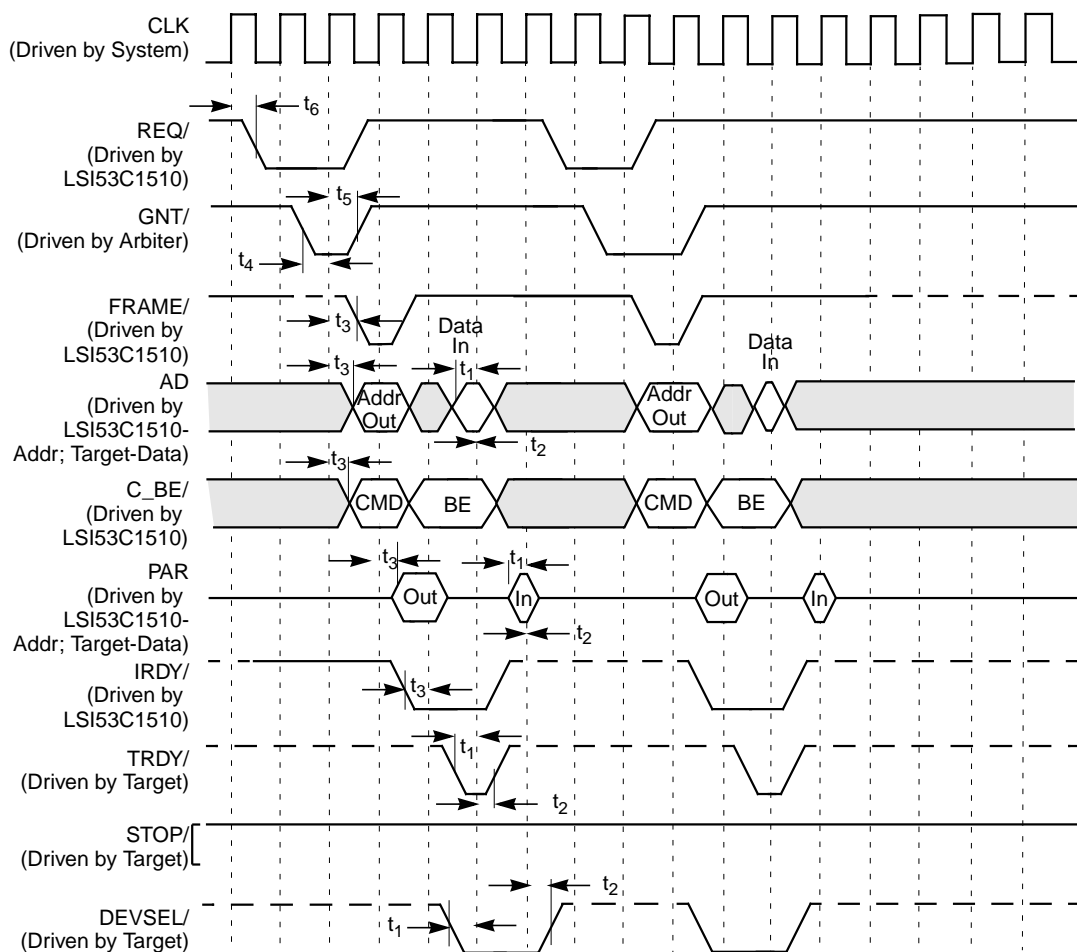 CLK
(Driven by System)
t6
REQ/
(Driven by
LSI53C1510)
t5
GNT/
(Driven by Arbiter)
t4
FRAME/
(Driven by
LSI53C1510)
t3
Data
In
Data
In
t3
t1
AD
(Driven by
LSI53C1510-
Addr; Target-Data)
Addr
Out
Addr
Out
t2
t3
C_BE/
(Driven by
LSI53C1510)
CMD
BE
CMD
BE
t3
t1
PAR
(Driven by
LSI53C1510-
Addr; Target-Data)
Out
In
Out
In
t2
IRDY/
(Driven by
LSI53C1510)
t3
t1
TRDY/
(Driven by Target)
t2
STOP/
(Driven by Target)
t2
DEVSEL/
(Driven by Target)
t1